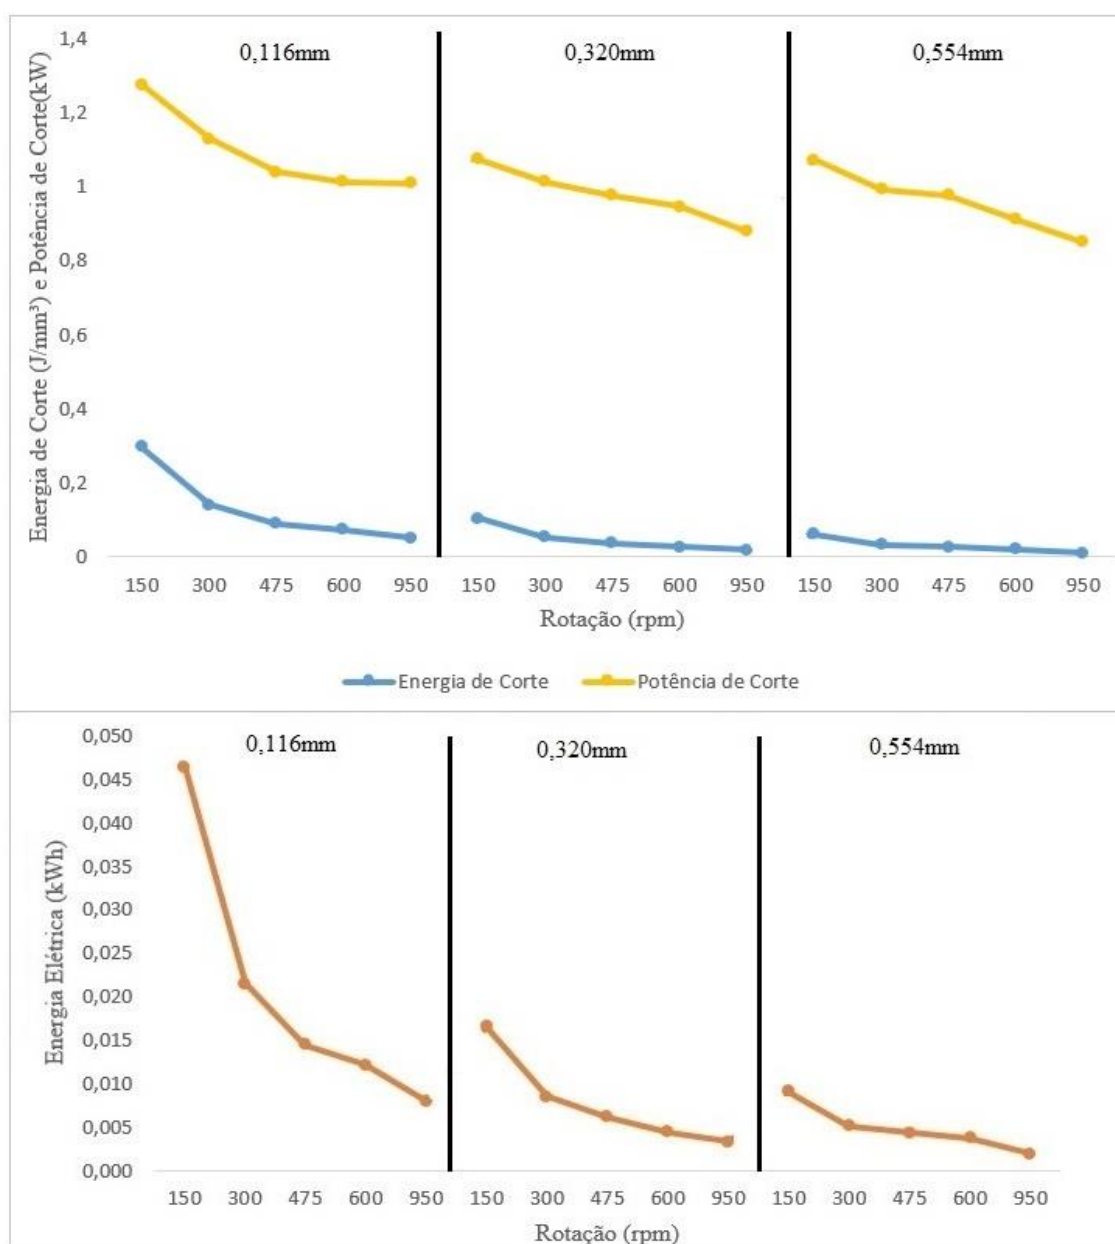 Energia de Corte (J/mm³) e Potência de Corte(kW)
1,4
1,2
1
0,8
0,6
0,4
0,2
0
0,116mm
0,320mm
0,554mm
150 300 475 600 950 150 300 475 600 950 150 300 475 600 950
Rotação (rpm)
Energia de Corte Potência de Corte
Energia Elétrica (kWh)
0,050
0,045
0,040
0,035
0,030
0,025
0,020
0,015
0,010
0,005
0,000
0,116mm
0,320mm
0,554mm
150 300 475 600 950 150 300 475 600 950 150 300 475 600 950
Rotação (rpm)